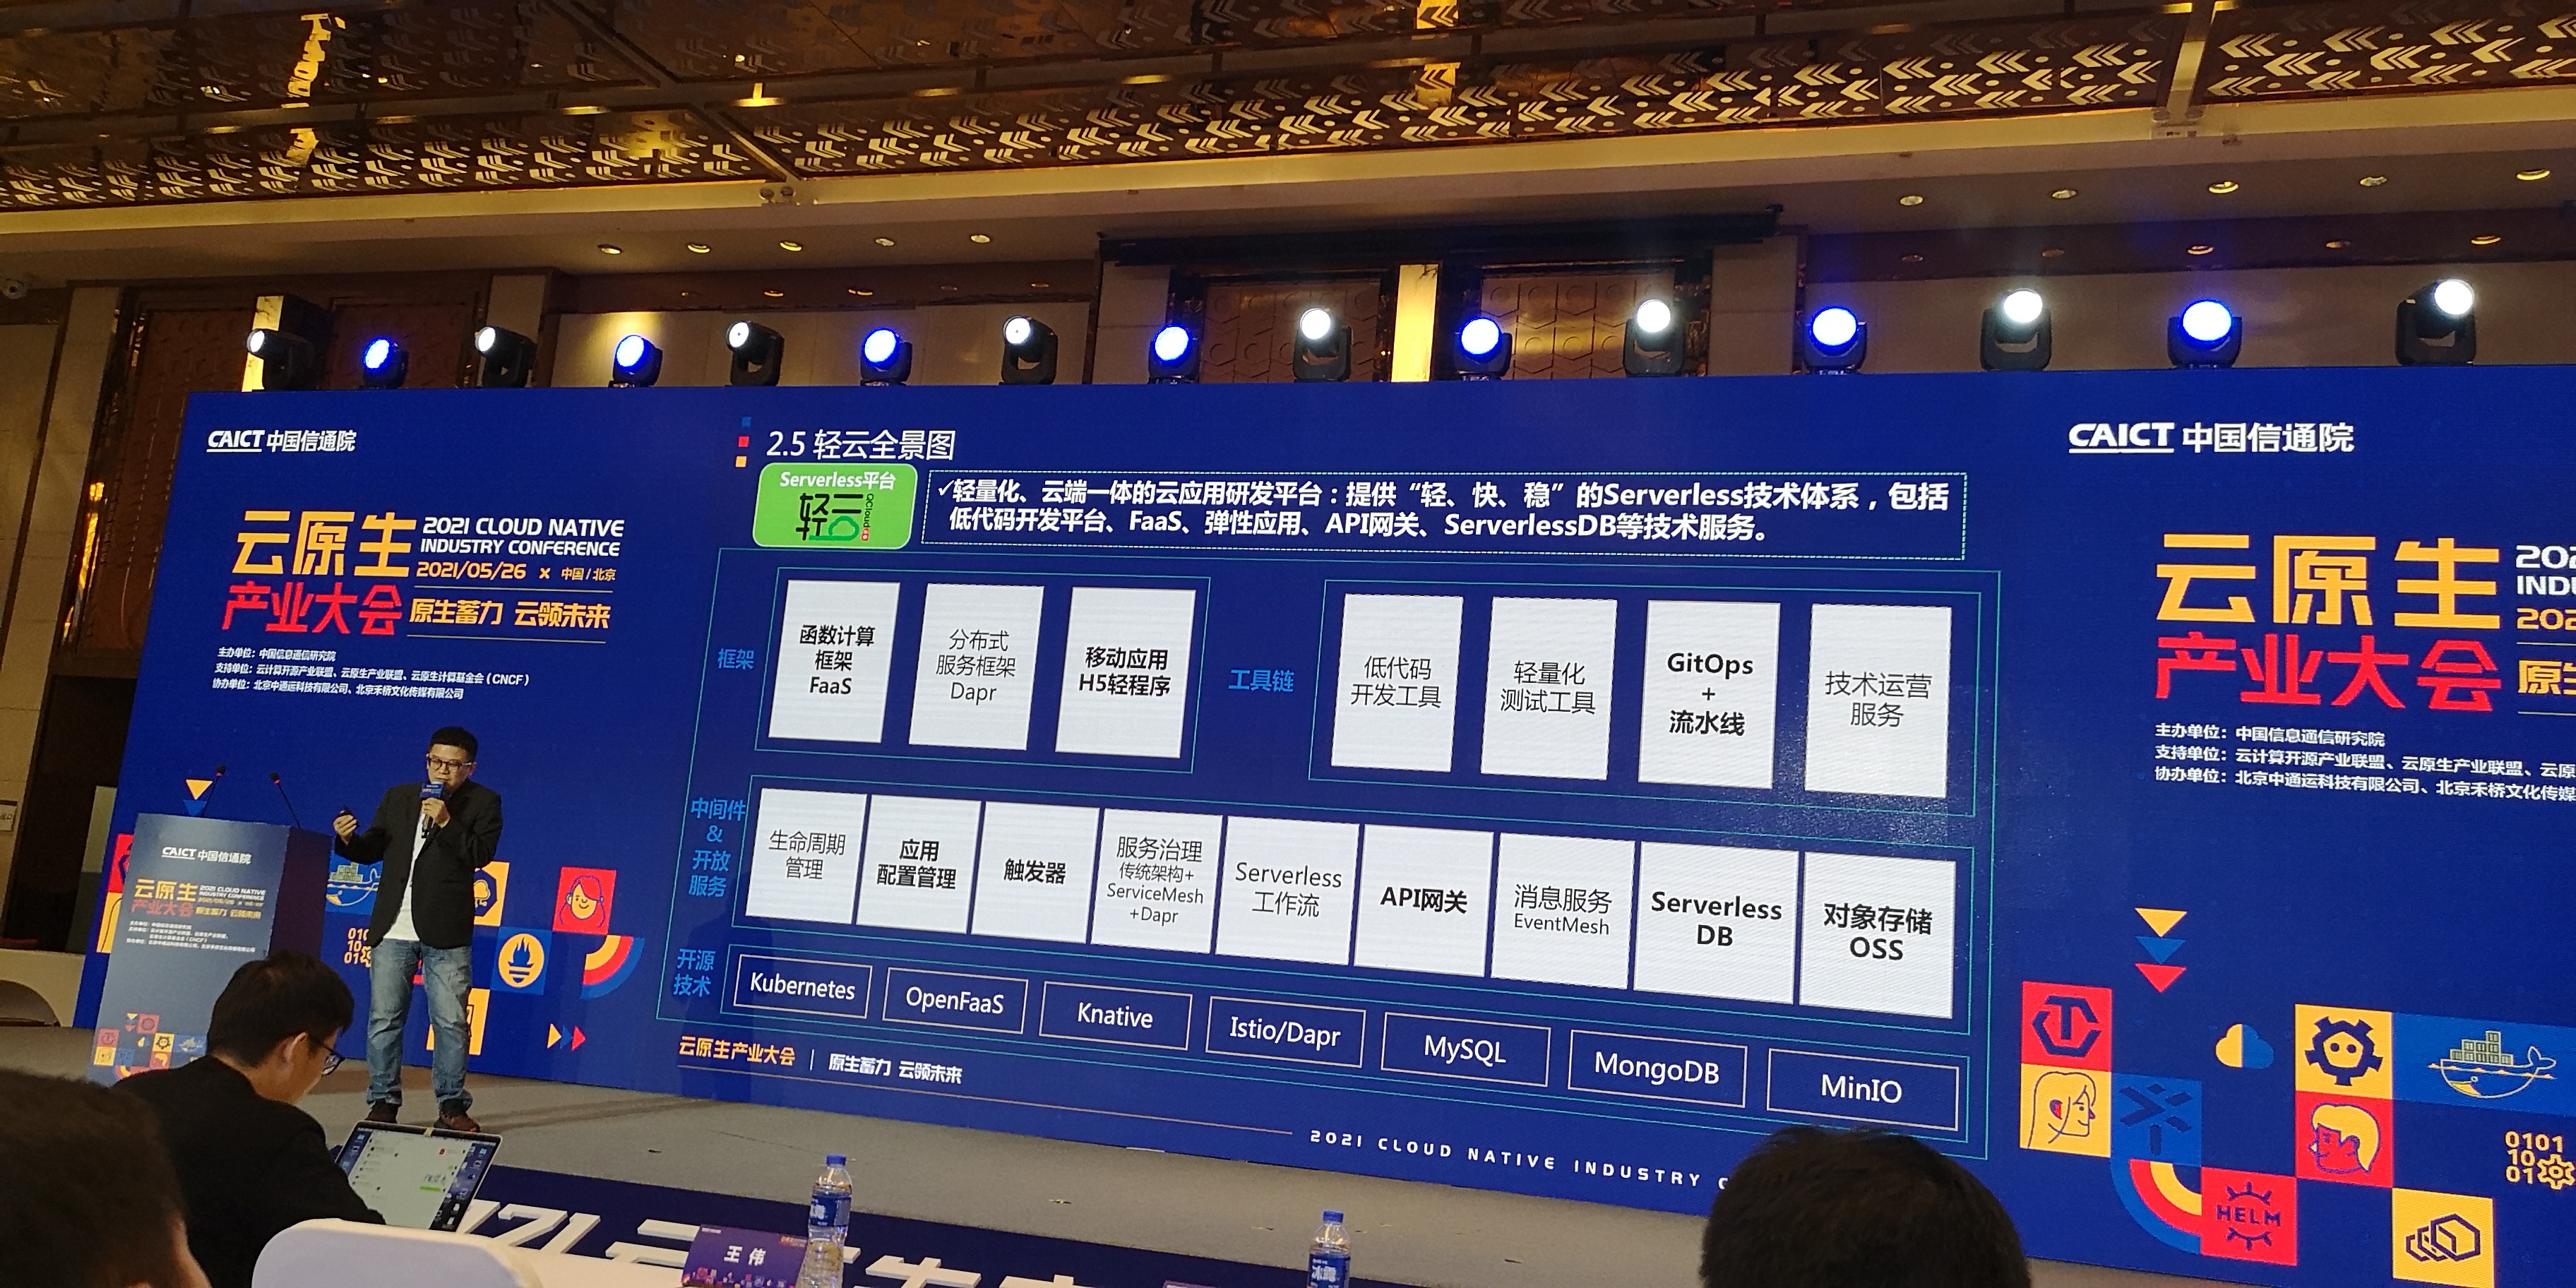 CAICT 中国信通院
云原生
2021 CLOUD NATIVE
INDUSTRY CONFERENCE
2021/05/26 x 中国/北京
产业大会
原生蓄力 云领未来
主办单位：中国信息通信研究院
支持单位：云计算开源产业联盟、云原生产业联盟、云原生计算基金会（CNCF）
协办单位：北京中通运科技有限公司、北京禾桥文化传媒有限公司
2.5 轻云全景图
Serverless平台
轻云
✓轻量化、云端一体的云应用研发平台：提供“轻、快、稳”的Serverless技术体系，包括
低代码开发平台、FaaS、弹性应用、API网关、ServerlessDB等技术服务。
框架
函数计算
框架
FaaS
分布式
服务框架
Dapr
移动应用
H5轻程序
工具链
低代码
开发工具
轻量化
测试工具
GitOps
+
流水线
技术运营
服务
中间件
&
开放
服务
生命周期
管理
应用
配置管理
触发器
服务治理
传统架构+
ServiceMesh
+Dapr
Serverless
工作流
API网关
消息服务
EventMesh
Serverless
DB
对象存储
OSS
开源
技术
Kubernetes
OpenFaaS
Knative
Istio/Dapr
MySQL
MongoDB
MinIO
云原生产业大会 | 原生蓄力 云领未来
2021 CLOUD NATIVE INDUSTRY
CAICT 中国信通院
云原生
产业大会
主办单位：中国信息通信研究院
支持单位：云计算开源产业联盟、云原生产业联盟、云原
协办单位：北京中通运科技有限公司、北京禾桥文化传媒
HELM
0101
10
01
CAICT 中国信通院
云原生
产业大会
原生蓄力 云领未来
王伟